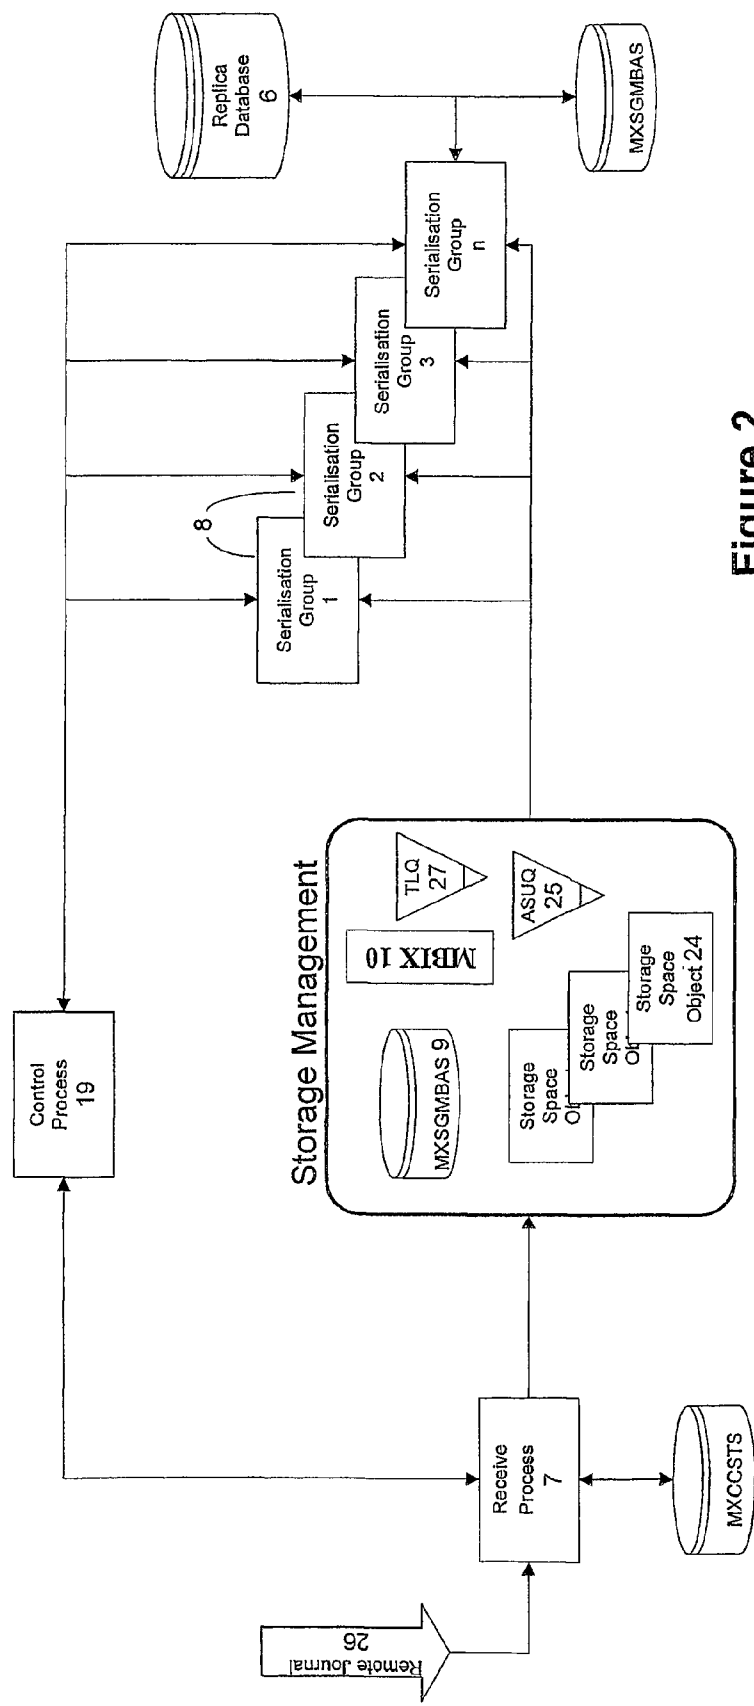 Remote Journal
26
Receive
Process
7
MXCCSTS
Control
Process
19
Storage Management
MXSGMBAS 9
MBIX 10
TLQ
27
ASUQ
25
Storage
Space
Storage
Space
Storage
Space
Object 24
8
Serialisation
Group
1
Serialisation
Group
2
Serialisation
Group
3
Serialisation
Group
n
Replica
Database
6
MXSGMBAS
Figure 2